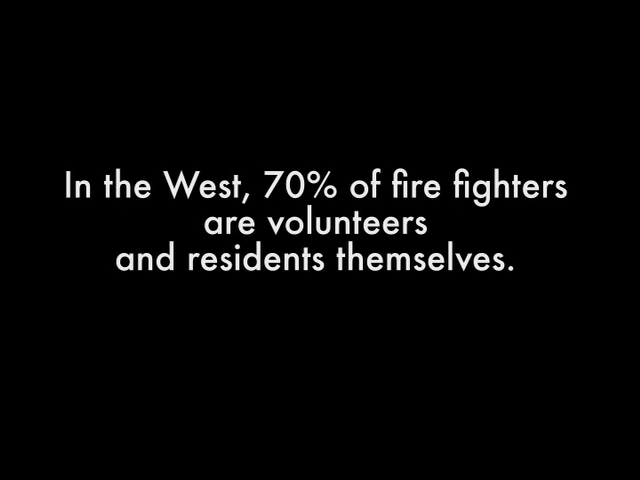 In the West, 70% of fire fighters
are volunteers
and residents themselves.